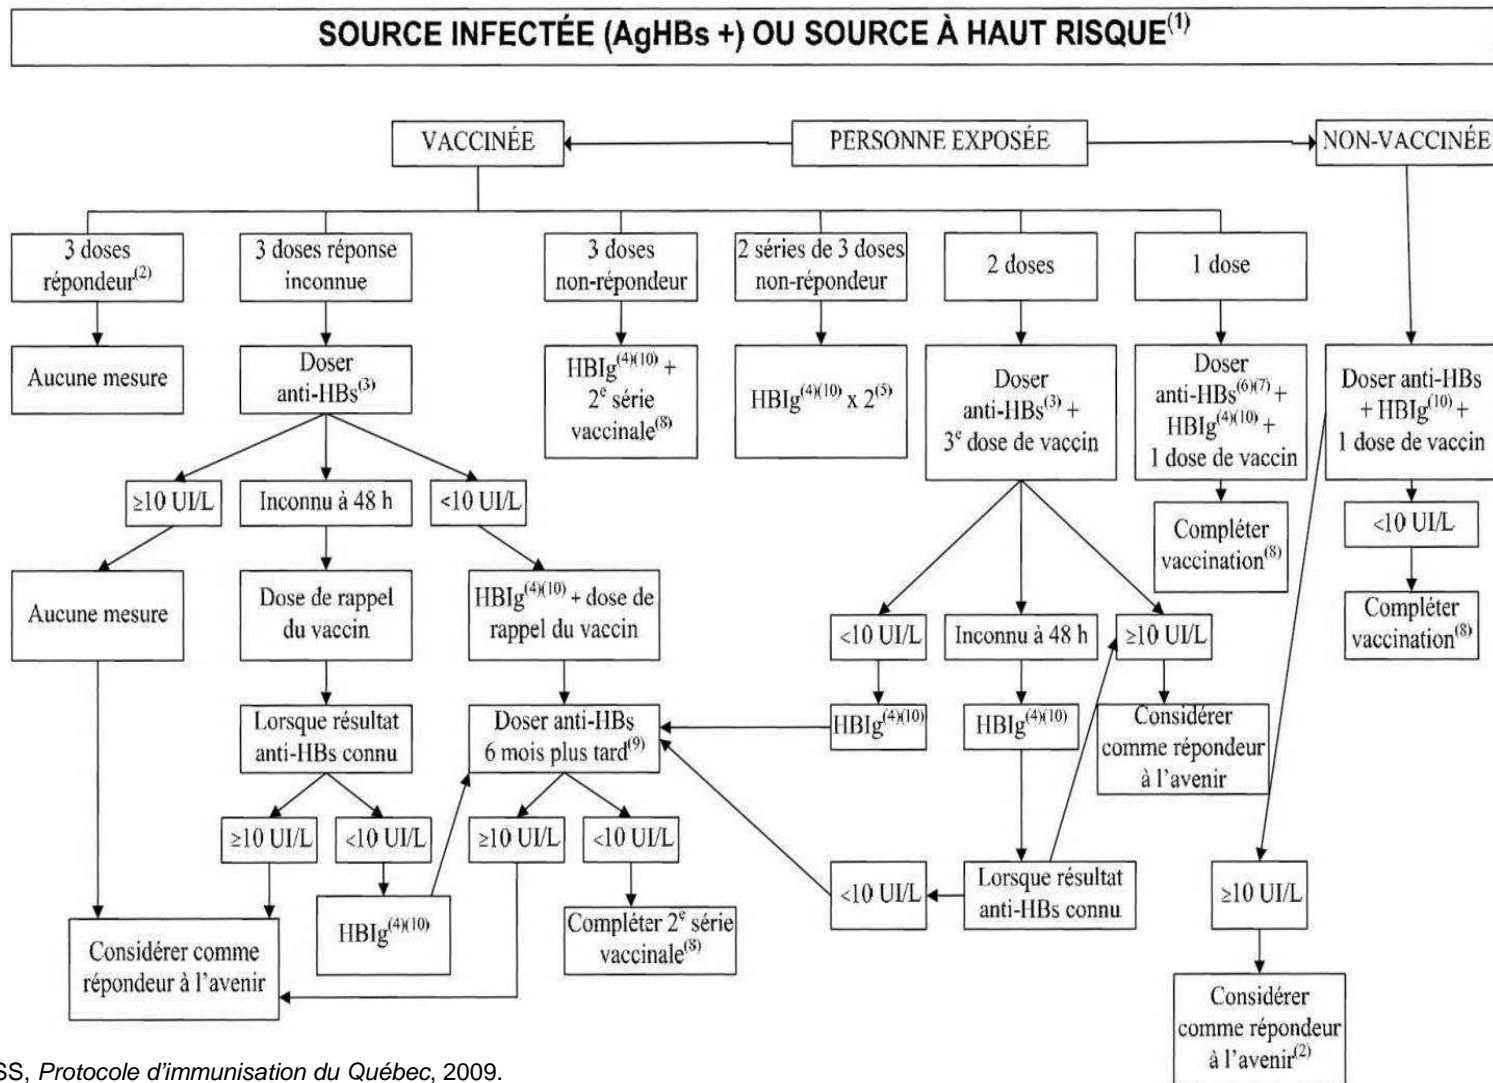 SOURCE INFECTÉE (AgHBs +) OU SOURCE À HAUT RISQUE(1)
VACCINÉE
PERSONNE EXPOSÉE
NON-VACCINÉE
3 doses
répondeur(2)
3 doses réponse
inconnue
3 doses
non-répondeur
2 séries de 3 doses
non-répondeur
2 doses
1 dose
Aucune mesure
Doser
anti-HBs(3)
HBIg(4)(10) +
2e série
vaccinale(8)
HBIg(4)(10) x 2(5)
Doser
anti-HBs(3) +
3e dose de vaccin
Doser
anti-HBs(6)(7) +
HBIg(4)(10) +
1 dose de vaccin
Doser anti-HBs
+ HBIg(10) +
1 dose de vaccin
≥10 UI/L
Inconnu à 48 h
<10 UI/L
Compléter
vaccination(8)
<10 UI/L
Aucune mesure
Dose de rappel
du vaccin
HBIg(4)(10) + dose de
rappel du vaccin
<10 UI/L
Inconnu à 48 h
≥10 UI/L
Compléter
vaccination(8)
Lorsque résultat
anti-HBs connu
Doser anti-HBs
6 mois plus tard(9)
HBIg(4)(10)
HBIg(4)(10)
Considérer
comme répondeur
à l'avenir
≥10 UI/L
<10 UI/L
≥10 UI/L
<10 UI/L
<10 UI/L
Lorsque résultat
anti-HBs connu
≥10 UI/L
Considérer comme
répondeur à l'avenir
HBIg(4)(10)
Compléter 2e série
vaccinale(8)
Considérer
comme répondeur
à l'avenir(2)
SS, Protocole d'immunisation du Québec, 2009.